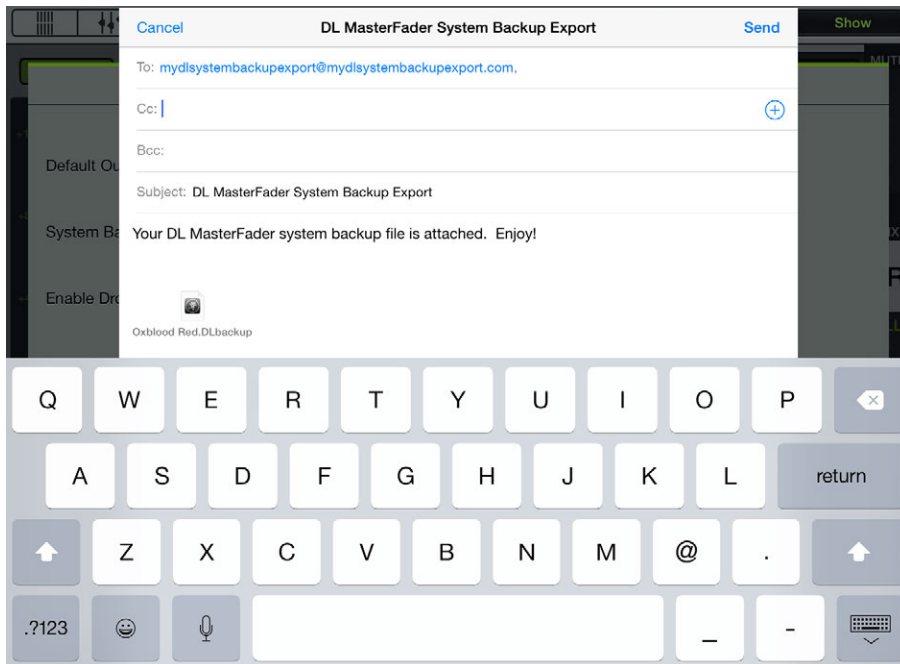 Cancel DL MasterFader System Backup Export Send Show
To: mydlsystembackupexport@mydlsystembackupexport.com,
Cc:
Bcc:
Default Ou
Subject: DL MasterFader System Backup Export
System Ba Your DL MasterFader system backup file is attached.  Enjoy!
Enable Dro
Oxblood Red.DLbackup
Q W E R T Y U I O P
A S D F G H J K L return
Z X C V B N M @ .
.?123 _ -